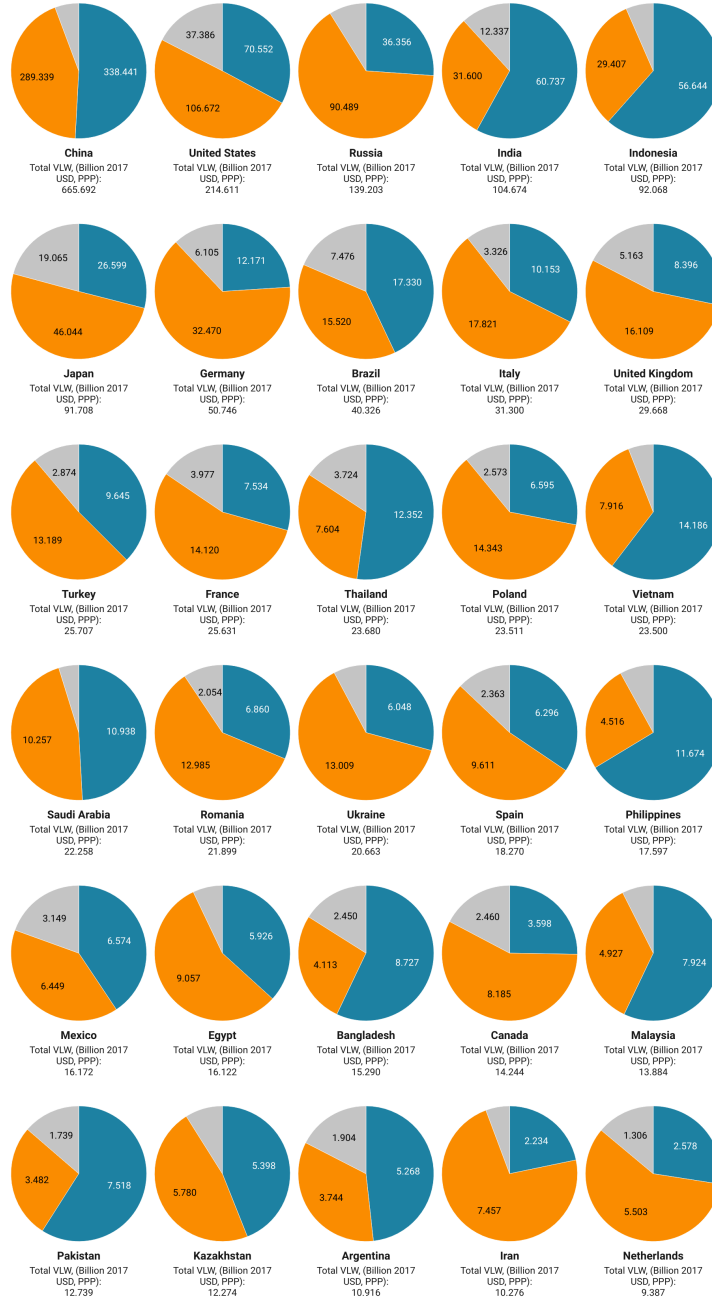 37.386
70.552
36.356
12.337
289.339
338.441
31.600
60.737
29.407
56.644
106.672
90.489
China
United States
Russia
India
Indonesia
Total VLW, (Billion 2017
USD, PPP):
665.692
Total VLW, (Billion 2017
USD, PPP):
214.611
Total VLW, (Billion 2017
USD, PPP):
139.203
Total VLW, (Billion 2017
USD, PPP):
104.674
Total VLW, (Billion 2017
USD, PPP):
92.068
19.065
26.599
46.044
6.105
12.171
32.470
7.476
17.330
15.520
3.326
10.153
17.821
5.163
8.396
16.109
Japan
Germany
Brazil
Italy
United Kingdom
Total VLW, (Billion 2017
USD, PPP):
91.708
Total VLW, (Billion 2017
USD, PPP):
50.746
Total VLW, (Billion 2017
USD, PPP):
40.326
Total VLW, (Billion 2017
USD, PPP):
31.300
Total VLW, (Billion 2017
USD, PPP):
29.668
2.874
9.645
13.189
3.977
7.534
14.120
3.724
12.352
7.604
2.573
6.595
14.343
7.916
14.186
Turkey
France
Thailand
Poland
Vietnam
Total VLW, (Billion 2017
USD, PPP):
25.707
Total VLW, (Billion 2017
USD, PPP):
25.631
Total VLW, (Billion 2017
USD, PPP):
23.680
Total VLW, (Billion 2017
USD, PPP):
23.511
Total VLW, (Billion 2017
USD, PPP):
23.500
10.257
10.938
2.054
6.860
12.985
6.048
13.009
2.363
6.296
9.611
4.516
11.674
Saudi Arabia
Romania
Ukraine
Spain
Philippines
Total VLW, (Billion 2017
USD, PPP):
22.258
Total VLW, (Billion 2017
USD, PPP):
21.899
Total VLW, (Billion 2017
USD, PPP):
20.663
Total VLW, (Billion 2017
USD, PPP):
18.270
Total VLW, (Billion 2017
USD, PPP):
17.597
3.149
6.574
6.449
5.926
9.057
2.450
8.727
4.113
2.460
3.598
8.185
4.927
7.924
Mexico
Egypt
Bangladesh
Canada
Malaysia
Total VLW, (Billion 2017
USD, PPP):
16.172
Total VLW, (Billion 2017
USD, PPP):
16.122
Total VLW, (Billion 2017
USD, PPP):
15.290
Total VLW, (Billion 2017
USD, PPP):
14.244
Total VLW, (Billion 2017
USD, PPP):
13.884
1.739
3.482
7.518
5.398
5.780
1.904
5.268
3.744
2.234
7.457
1.306
2.578
5.503
Pakistan
Kazakhstan
Argentina
Iran
Netherlands
Total VLW, (Billion 2017
USD, PPP):
12.739
Total VLW, (Billion 2017
USD, PPP):
12.274
Total VLW, (Billion 2017
USD, PPP):
10.916
Total VLW, (Billion 2017
USD, PPP):
10.276
Total VLW, (Billion 2017
USD, PPP):
9.387